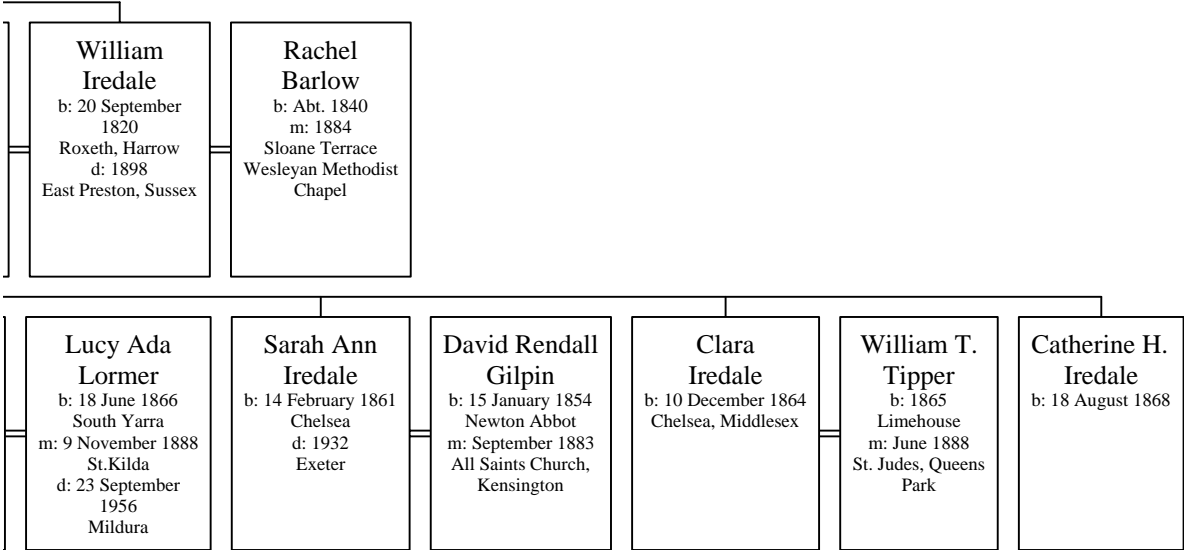 William
Iredale
b: 20 September
1820
Roxeth, Harrow
d: 1898
East Preston, Sussex
Rachel
Barlow
b: Abt. 1840
m: 1884
Sloane Terrace
Wesleyan Methodist
Chapel
Lucy Ada
Lormer
b: 18 June 1866
South Yarra
m: 9 November 1888
St.Kilda
d: 23 September
1956
Mildura
Sarah Ann
Iredale
b: 14 February 1861
Chelsea
d: 1932
Exeter
David Rendall
Gilpin
b: 15 January 1854
Newton Abbot
m: September 1883
All Saints Church,
Kensington
Clara
Iredale
b: 10 December 1864
Chelsea, Middlesex
William T.
Tipper
b: 1865
Limehouse
m: June 1888
St. Judes, Queens
Park
Catherine H.
Iredale
b: 18 August 1868